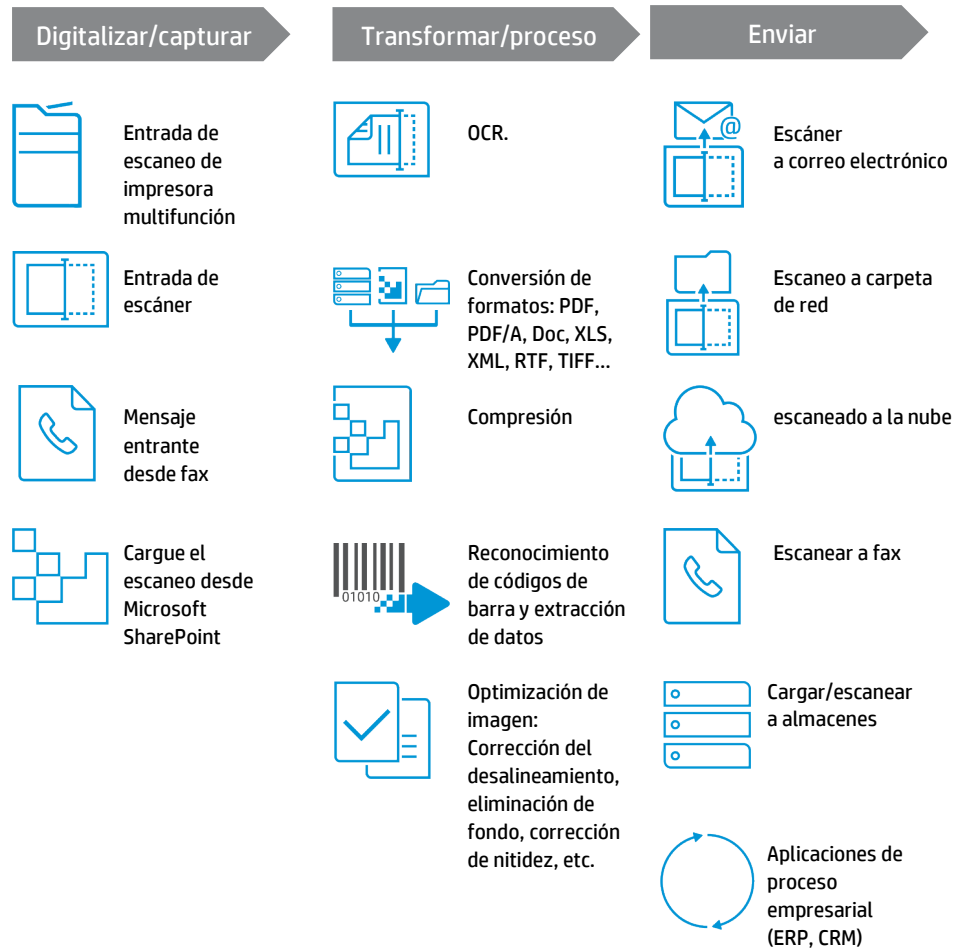 Digitalizar/capturar
Transformar/proceso
Enviar
Entrada de
escaneo de
impresora
multifunción
Entrada de
escáner
Mensaje
entrante
desde fax
Cargue el
escaneo desde
Microsoft
SharePoint
OCR.
Conversión de
formatos: PDF,
PDF/A, Doc, XLS,
XML, RTF, TIFF...
Compresión
01010
Reconocimiento
de códigos de
barra y extracción
de datos
Optimización de
imagen:
Corrección del
desalineamiento,
eliminación de
fondo, corrección
de nitidez, etc.
@
Escáner
a correo electrónico
Escaneo a carpeta
de red
escaneado a la nube
Escanear a fax
Cargar/escanear
a almacenes
Aplicaciones de
proceso
empresarial
(ERP, CRM)